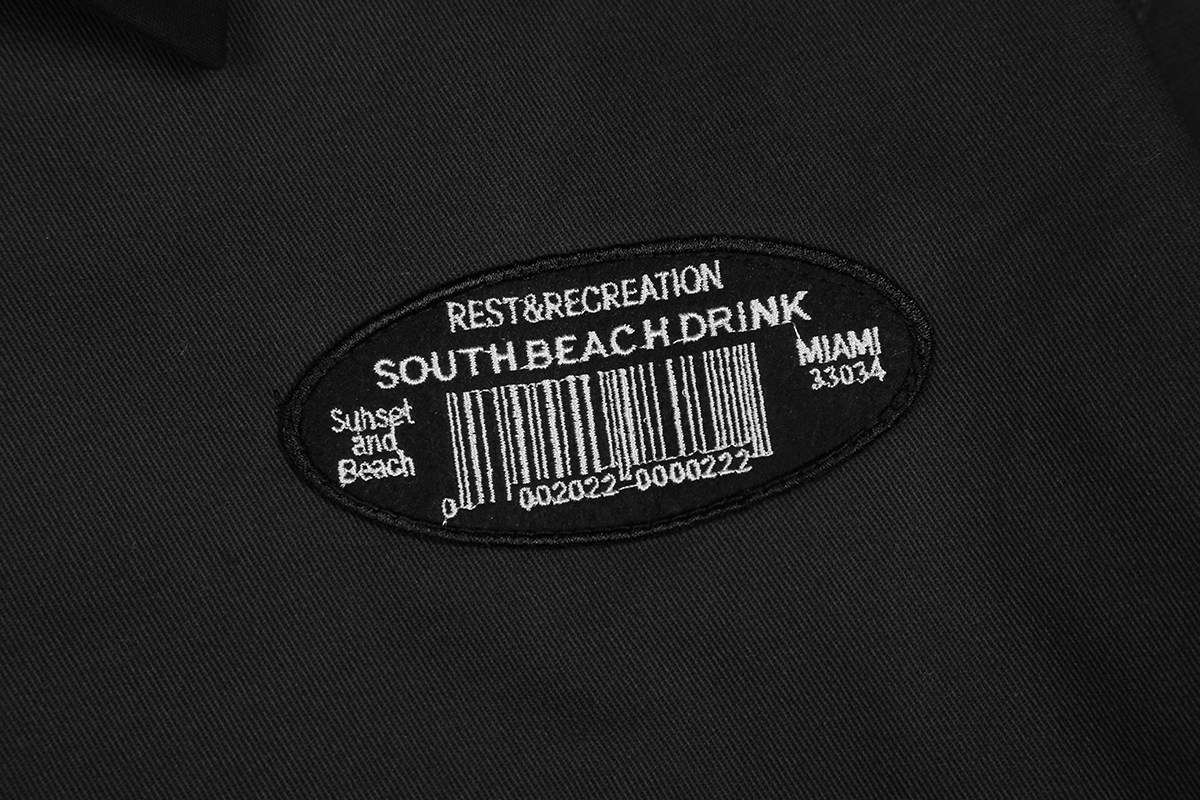 REST&RECREATION
SOUTH BEACH DRINK
MIAMI
33034
Sunset
and
Beach
0
002022-0000222